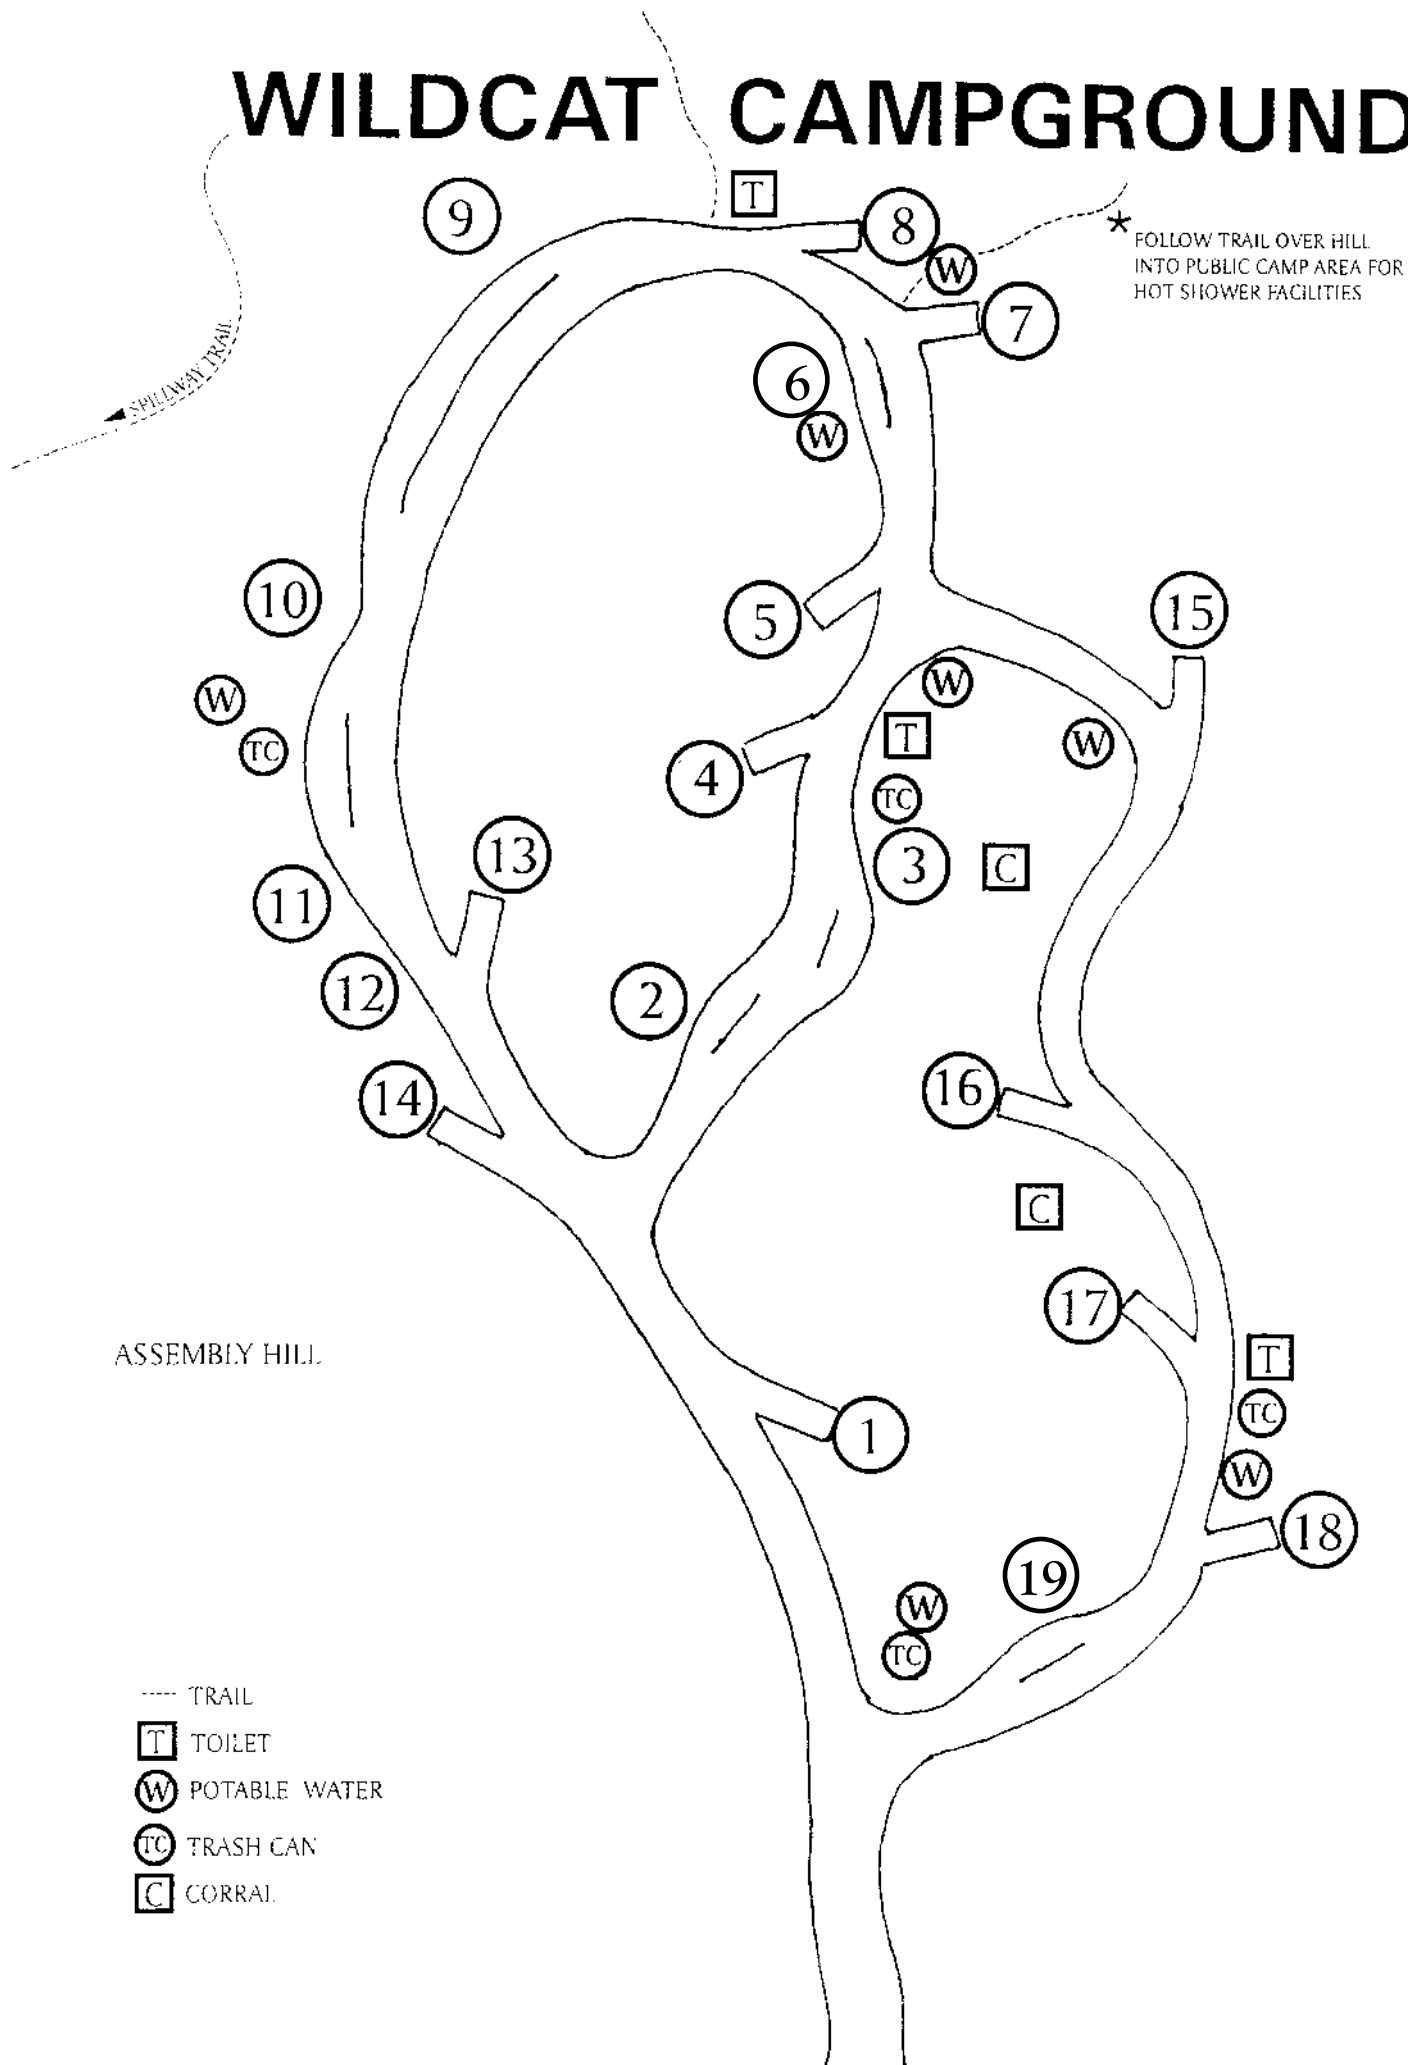 WILDCAT CAMPGROUND
T
9
8
W
* FOLLOW TRAIL OVER HILL
INTO PUBLIC CAMP AREA FOR
HOT SHOWER FACILITIES
7
SPILLWAY TRAIL
6
W
10
5
15
W
W
T
W
TC
4
TC
13
3
C
11
12
2
14
16
C
17
ASSEMBLY HILL
T
TC
1
W
18
19
W
TC
---- TRAIL
T TOILET
W POTABLE WATER
TC TRASH CAN
C CORRAL